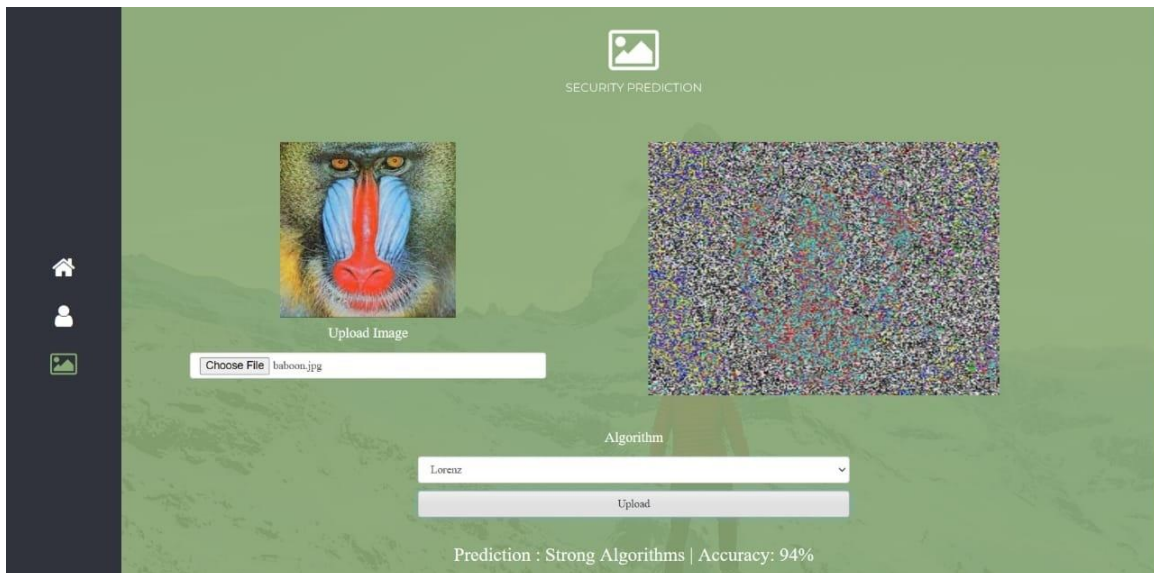 SECURITY PREDICTION
Upload Image
Choose File baboon.jpg
Algorithm
Lorenz
Upload
Prediction : Strong Algorithms | Accuracy: 94%